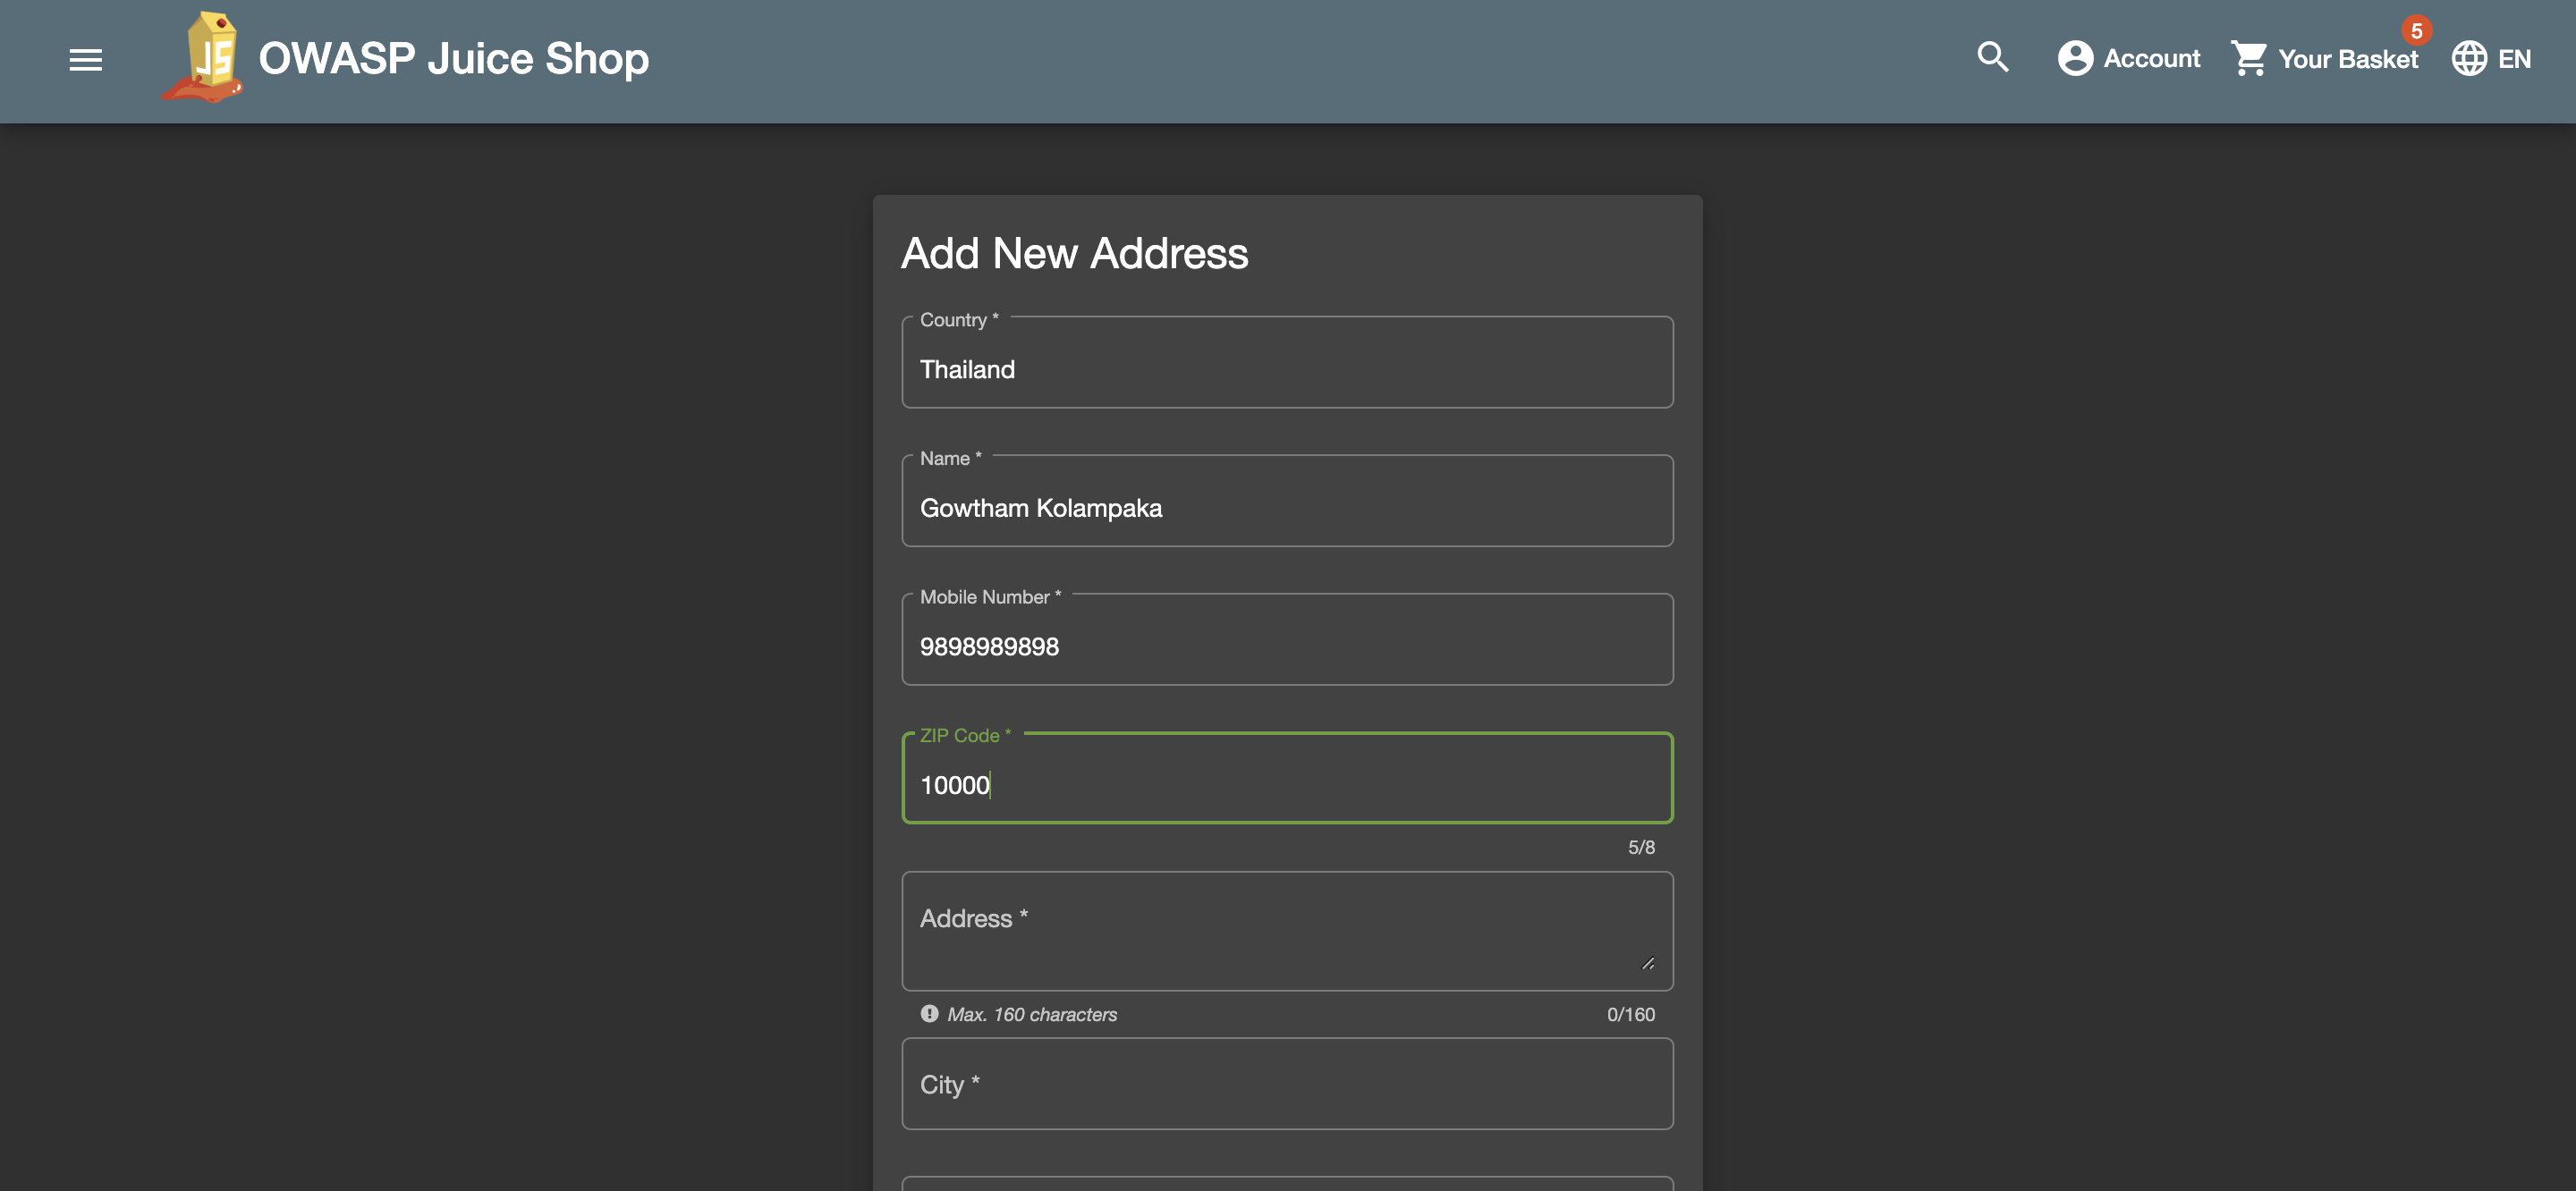 JS
OWASP Juice Shop
Account
Your Basket
5
EN
Add New Address
Country *
Thailand
Name *
Gowtham Kolampaka
Mobile Number *
9898989898
ZIP Code *
10000
5/8
Address *
Max. 160 characters
0/160
City *